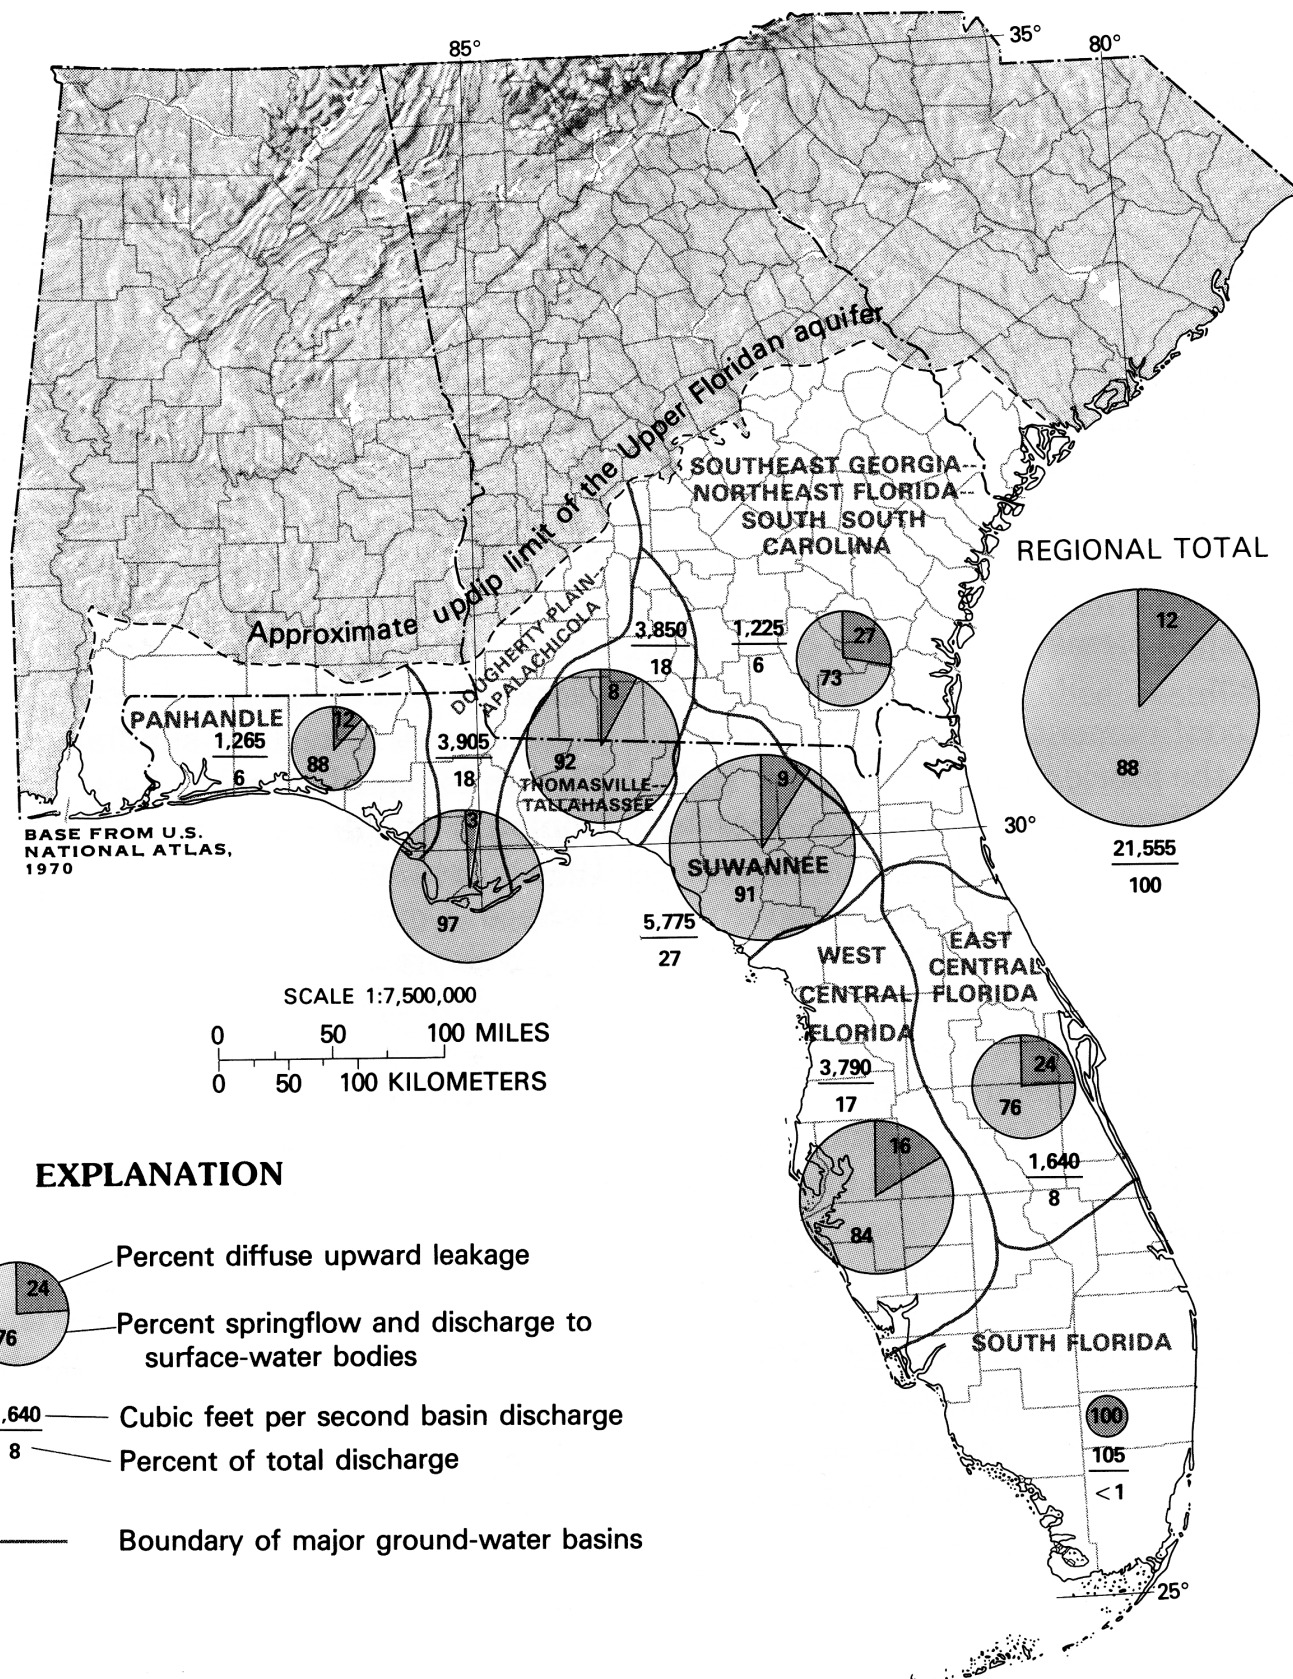 85°
35°
80°
Approximate updip limit of the Upper Floridan aquifer
SOUTHEAST GEORGIA--
NORTHEAST FLORIDA--
SOUTH SOUTH
CAROLINA
REGIONAL TOTAL
12
88
21,555
100
DOUGHERTY PLAIN--
APALACHICOLA
3,850
18
1,225
6
27
73
PANHANDLE
1,265
6
12
88
3,905
18
8
92
THOMASVILLE--
TALLAHASSEE
3
97
9
SUWANNEE
91
5,775
27
30°
BASE FROM U.S.
NATIONAL ATLAS,
1970
WEST
CENTRAL
FLORIDA
3,790
17
16
84
EAST
CENTRAL
FLORIDA
24
76
1,640
8
SCALE 1:7,500,000
0 50 100 MILES
0 50 100 KILOMETERS
SOUTH FLORIDA
100
105
<1
25°
EXPLANATION
24
76
Percent diffuse upward leakage
Percent springflow and discharge to
surface-water bodies
,640
8
Cubic feet per second basin discharge
Percent of total discharge
Boundary of major ground-water basins